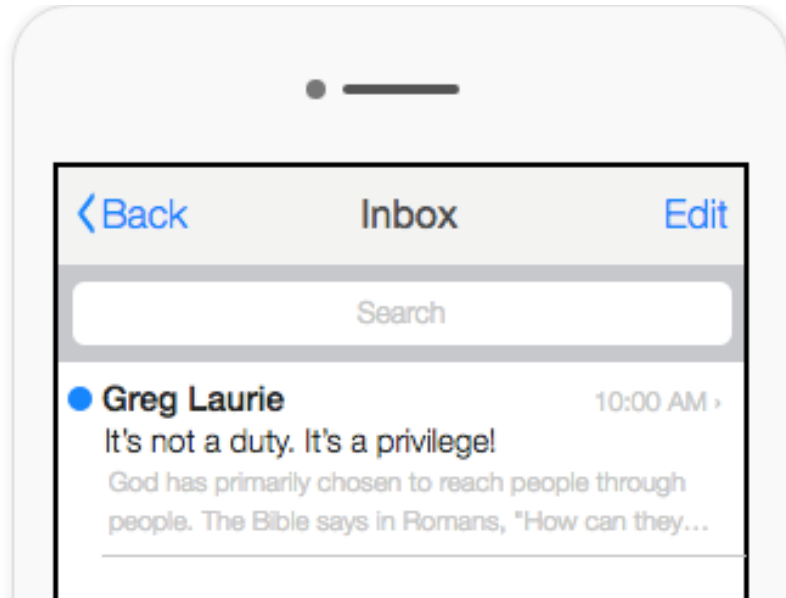 Back Inbox Edit
Search
Greg Laurie 10:00 AM
It's not a duty. It's a privilege!
God has primarily chosen to reach people through
people. The Bible says in Romans, "How can they...